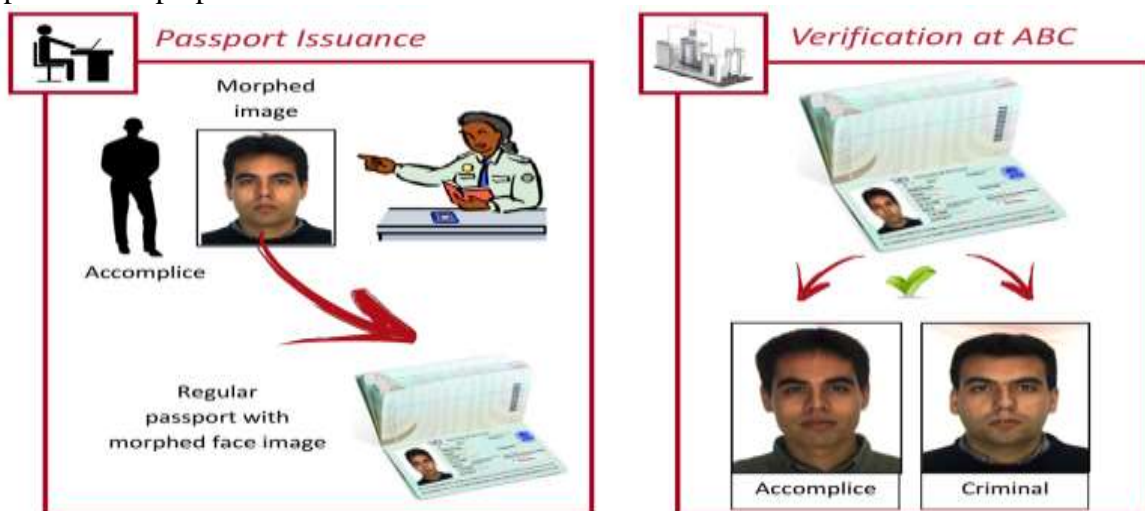 Passport Issuance
Morphed
image
Accomplice
Regular
passport with
morphed face image
Verification at ABC
Accomplice
Criminal